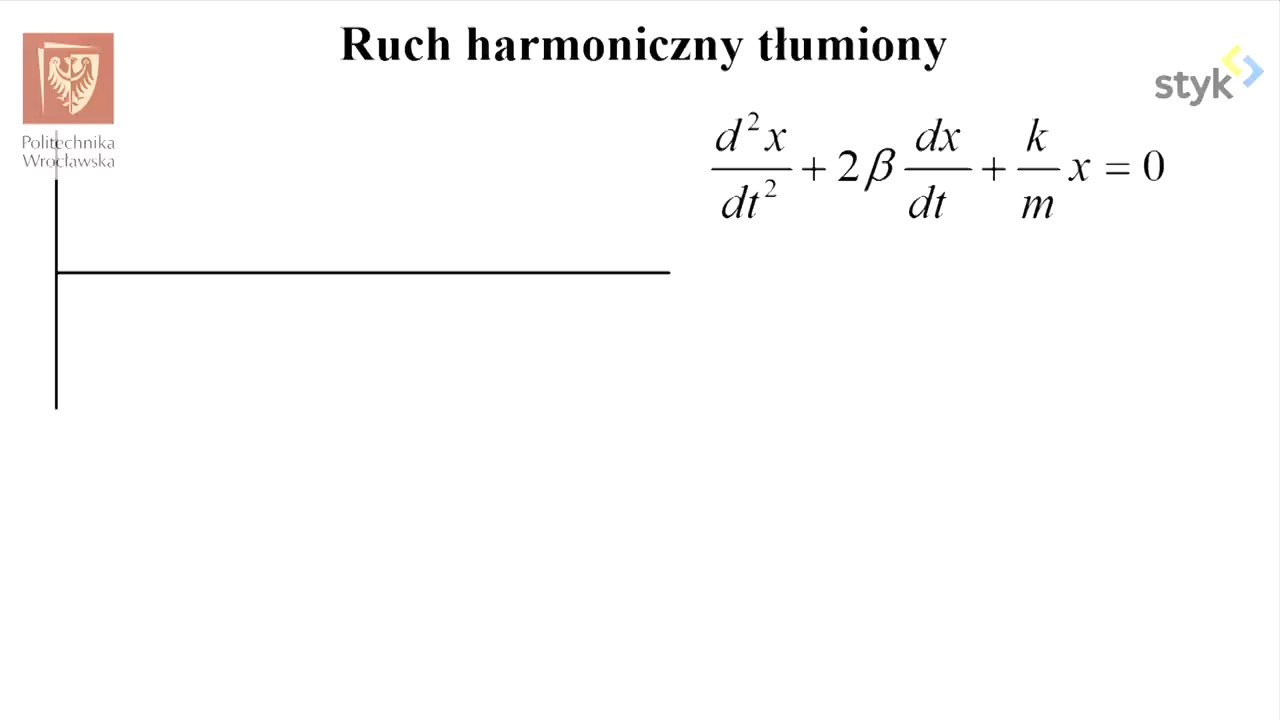 Ruch harmoniczny tłumiony
styk
Politechnika
Wrocławska
d²x/dt² + 2β dx/dt + k/m x = 0